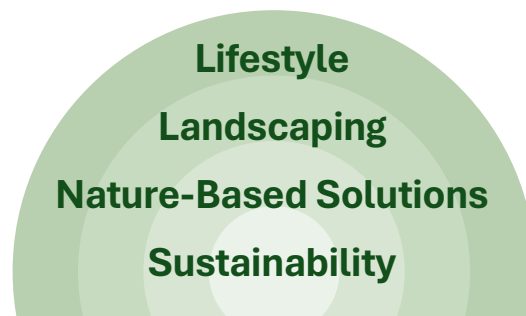 Lifestyle
Landscaping
Nature-Based Solutions
Sustainability